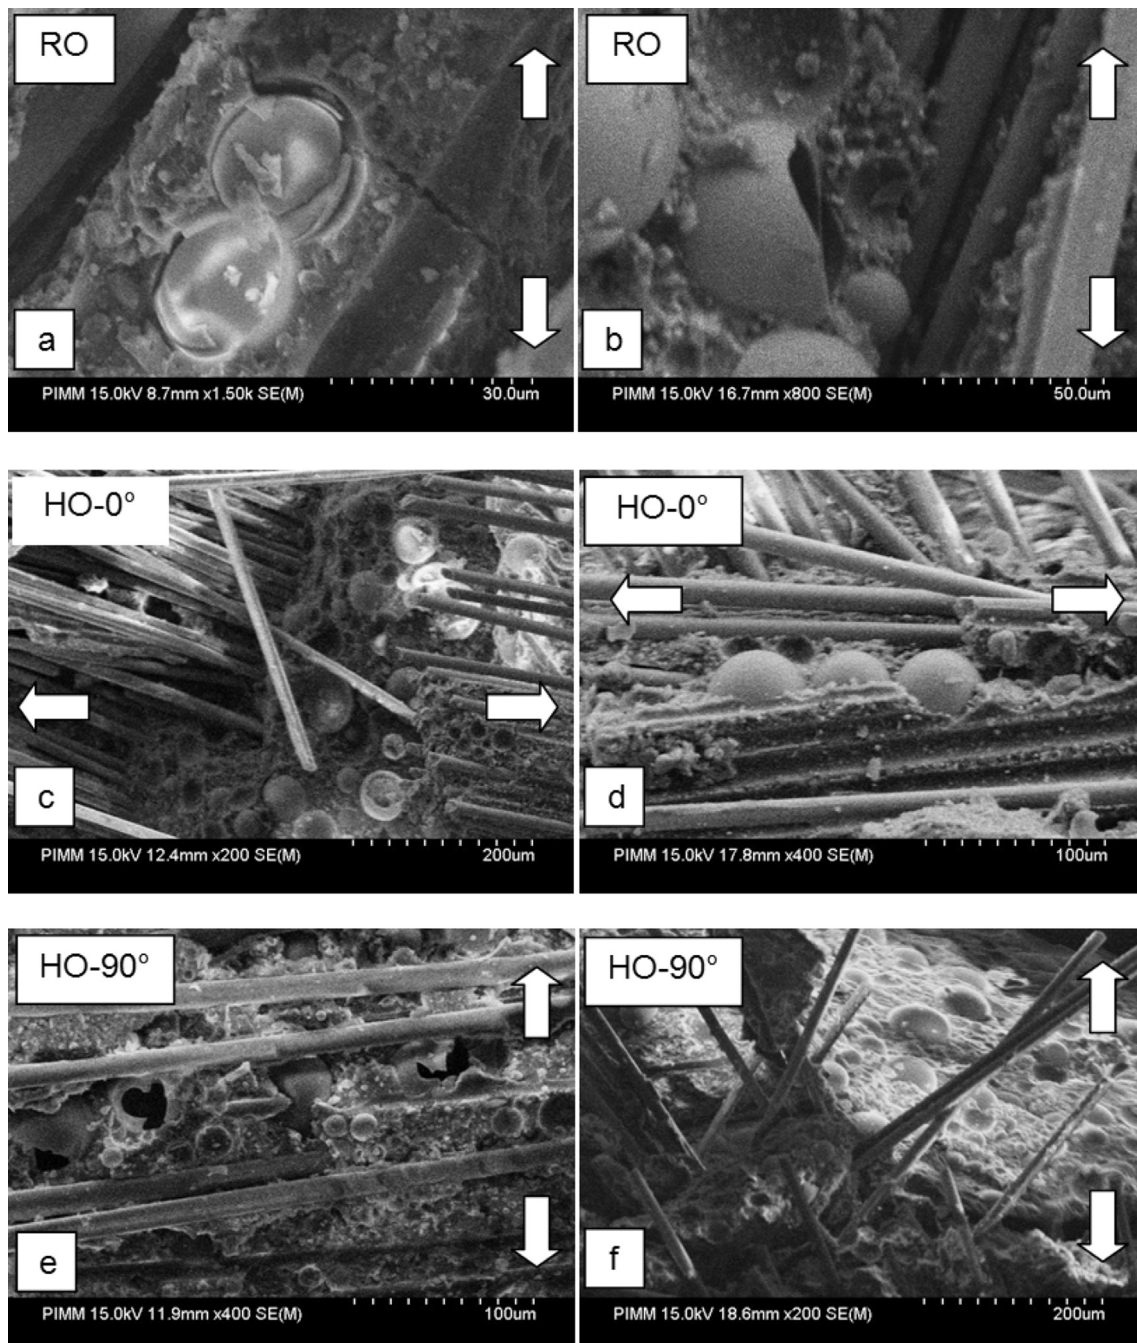 RO
a
PIMM 15.0kV 8.7mm x1.50k SE(M) 30.0um
RO
b
PIMM 15.0kV 16.7mm x800 SE(M) 50.0um
HO-0°
c
PIMM 15.0kV 12.4mm x200 SE(M) 200um
HO-0°
d
PIMM 15.0kV 17.8mm x400 SE(M) 100um
HO-90°
e
PIMM 15.0kV 11.9mm x400 SE(M) 100um
HO-90°
f
PIMM 15.0kV 18.6mm x200 SE(M) 200um